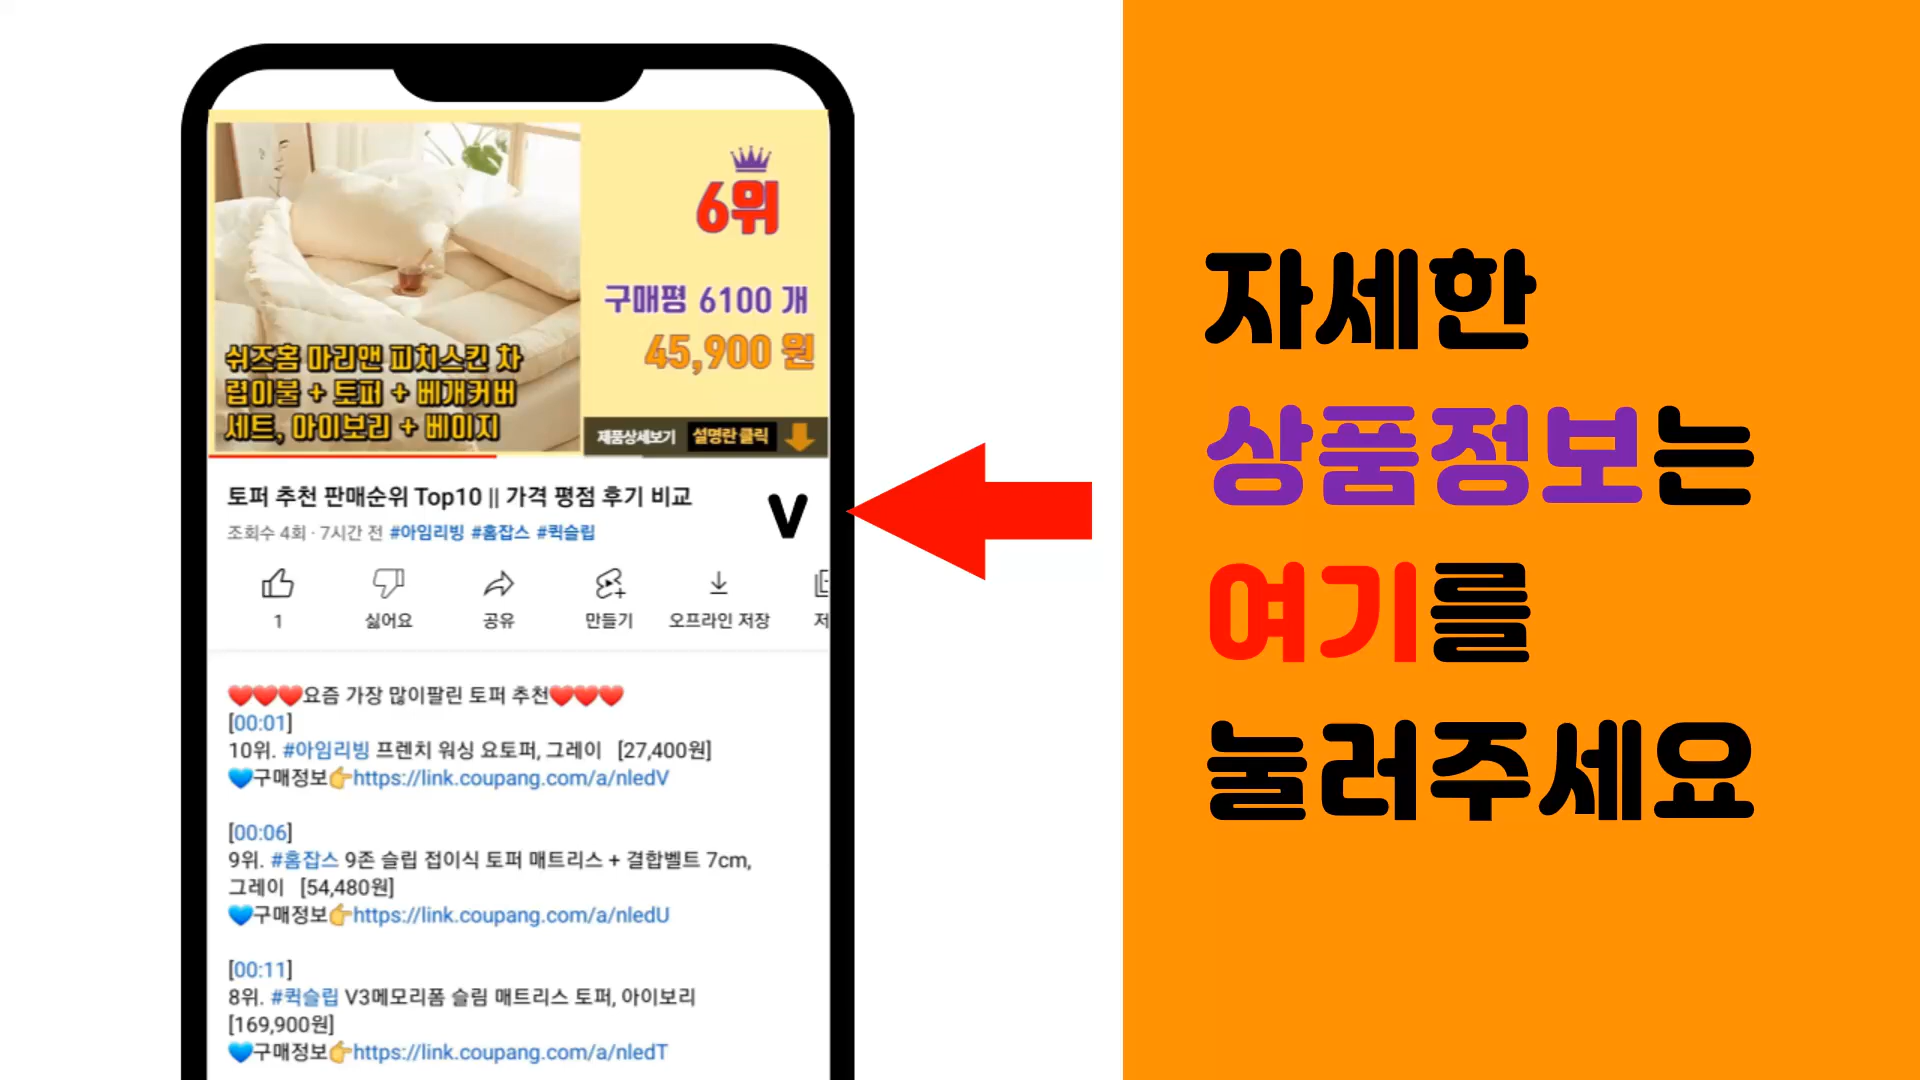 6위
구매평 6100 개
45,900 원
쉬즈홈 마리앤 피치스킨 차
렵이불 + 토퍼 + 베개커버
세트, 아이보리 + 베이지
제품상세보기 설명란 클릭
토퍼 추천 판매순위 Top10 || 가격 평점 후기 비교
V
조회수 4회 · 7시간 전 #아임리빙 #홈잡스 #퀵슬립
1 싫어요 공유 만들기 오프라인 저장 저
❤❤❤요즘 가장 많이팔린 토퍼 추천❤❤❤
[00:01]
10위. #아임리빙 프렌치 워싱 요토퍼, 그레이 [27,400원]
💙구매정보👉https://link.coupang.com/a/nledV
[00:06]
9위. #홈잡스 9존 슬립 접이식 토퍼 매트리스 + 결합벨트 7cm,
그레이 [54,480원]
💙구매정보👉https://link.coupang.com/a/nledU
[00:11]
8위. #퀵슬립 V3메모리폼 슬림 매트리스 토퍼, 아이보리
[169,900원]
💙구매정보👉https://link.coupang.com/a/nledT
자세한
상품정보는
여기를
눌러주세요